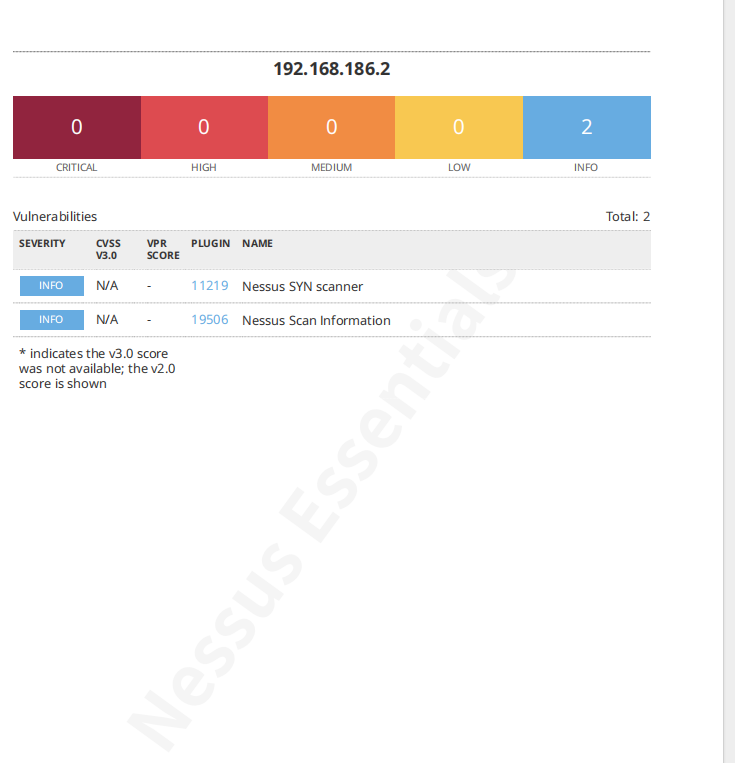 192.168.186.2
0 0 0 0 2
CRITICAL HIGH MEDIUM LOW INFO
Vulnerabilities Total: 2
SEVERITY CVSS V3.0 VPR SCORE PLUGIN NAME
INFO N/A - 11219 Nessus SYN scanner
INFO N/A - 19506 Nessus Scan Information
* indicates the v3.0 score
was not available; the v2.0
score is shown
Nessus Essentials